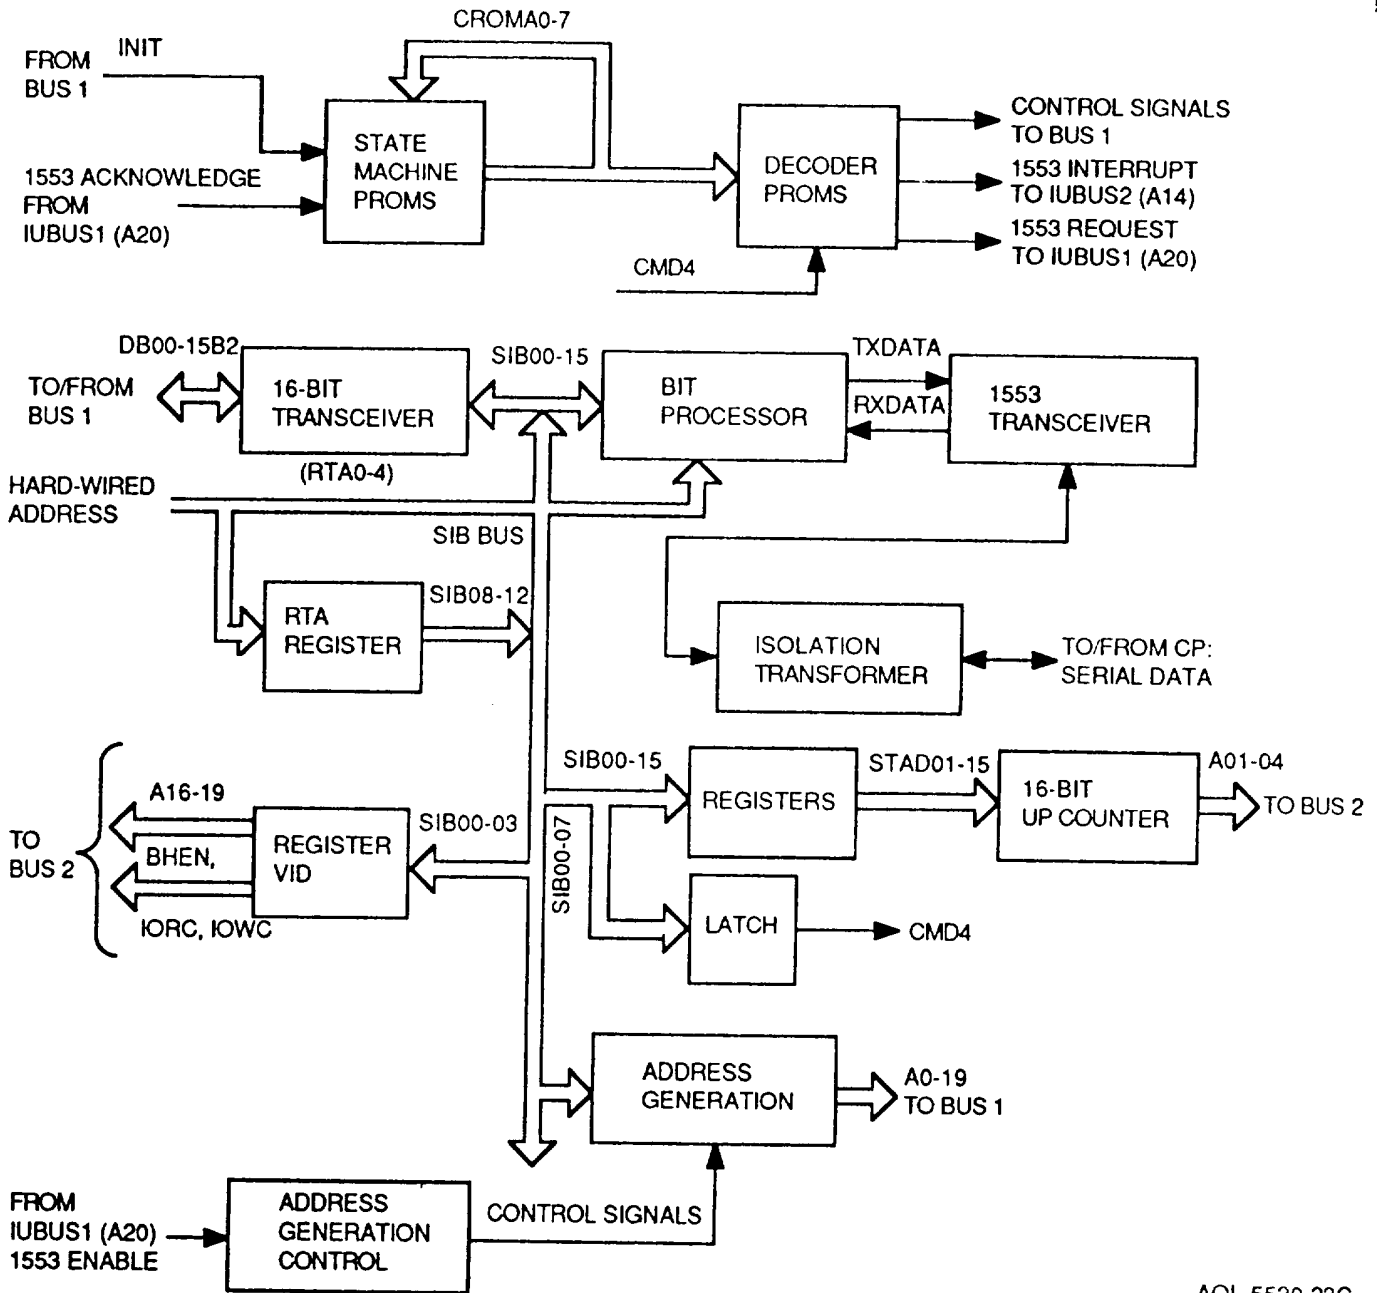 CROMA0-7
INIT
FROM
BUS 1
STATE
MACHINE
PROMS
1553 ACKNOWLEDGE
FROM
IUBUS1 (A20)
DECODER
PROMS
CONTROL SIGNALS
TO BUS 1
1553 INTERRUPT
TO IUBUS2 (A14)
1553 REQUEST
TO IUBUS1 (A20)
CMD4
DB00-15B2
TO/FROM
BUS 1
16-BIT
TRANSCEIVER
SIB00-15
BIT
PROCESSOR
TXDATA
RXDATA
1553
TRANSCEIVER
(RTA0-4)
HARD-WIRED
ADDRESS
SIB BUS
RTA
REGISTER
SIB08-12
ISOLATION
TRANSFORMER
TO/FROM CP:
SERIAL DATA
TO
BUS 2
A16-19
BHEN,
IORC, IOWC
REGISTER
VID
SIB00-03
SIB00-15
SIB00-07
REGISTERS
STAD01-15
16-BIT
UP COUNTER
A01-04
TO BUS 2
LATCH
CMD4
ADDRESS
GENERATION
A0-19
TO BUS 1
FROM
IUBUS1 (A20)
1553 ENABLE
ADDRESS
GENERATION
CONTROL
CONTROL SIGNALS